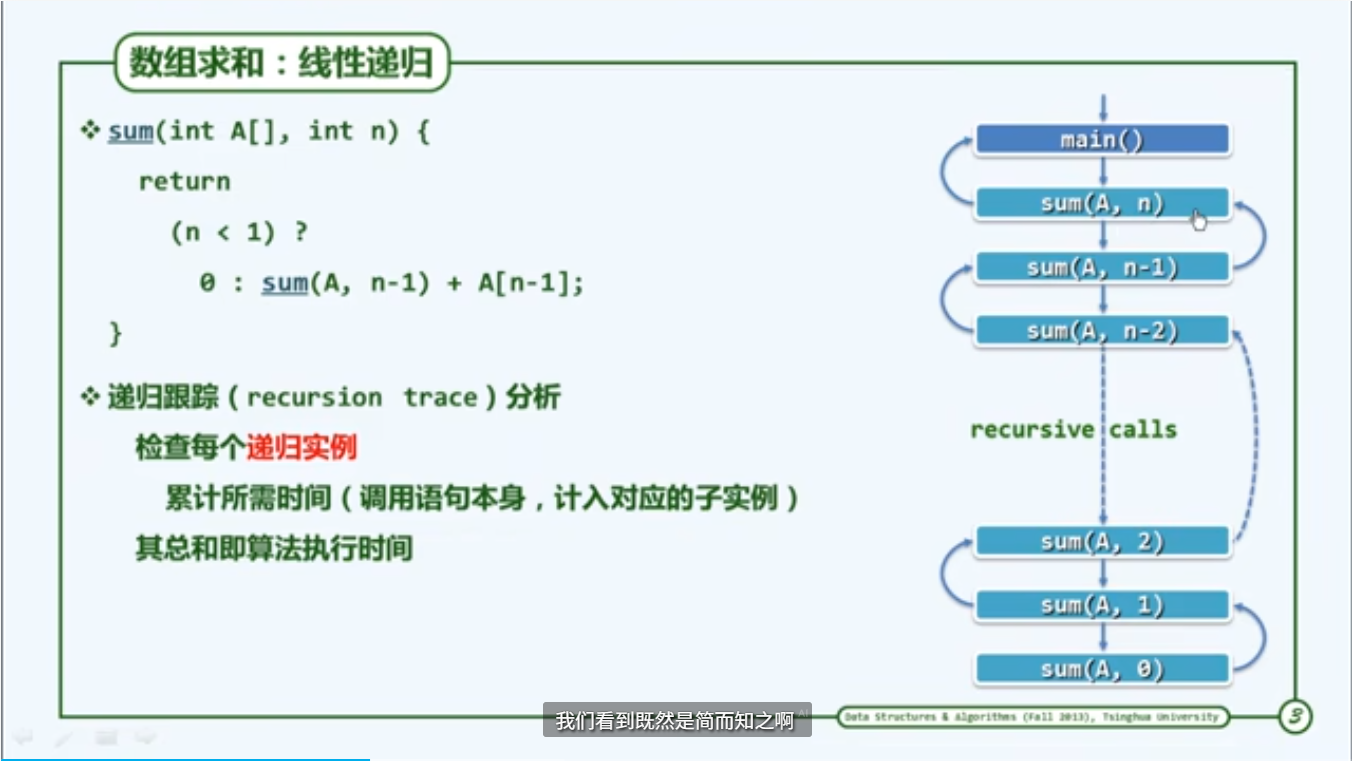 数组求和：线性递归
❖ sum(int A[], int n) {
return
(n < 1) ?
0 : sum(A, n-1) + A[n-1];
}
❖ 递归跟踪（recursion trace）分析
检查每个递归实例
累计所需时间（调用语句本身，计入对应的子实例）
其总和即算法执行时间
main()
sum(A, n)
sum(A, n-1)
sum(A, n-2)
recursive calls
sum(A, 2)
sum(A, 1)
sum(A, 0)
我们看到既然是简而知之啊 AI
Data Structures & Algorithms (Fall 2013), Tsinghua University
3